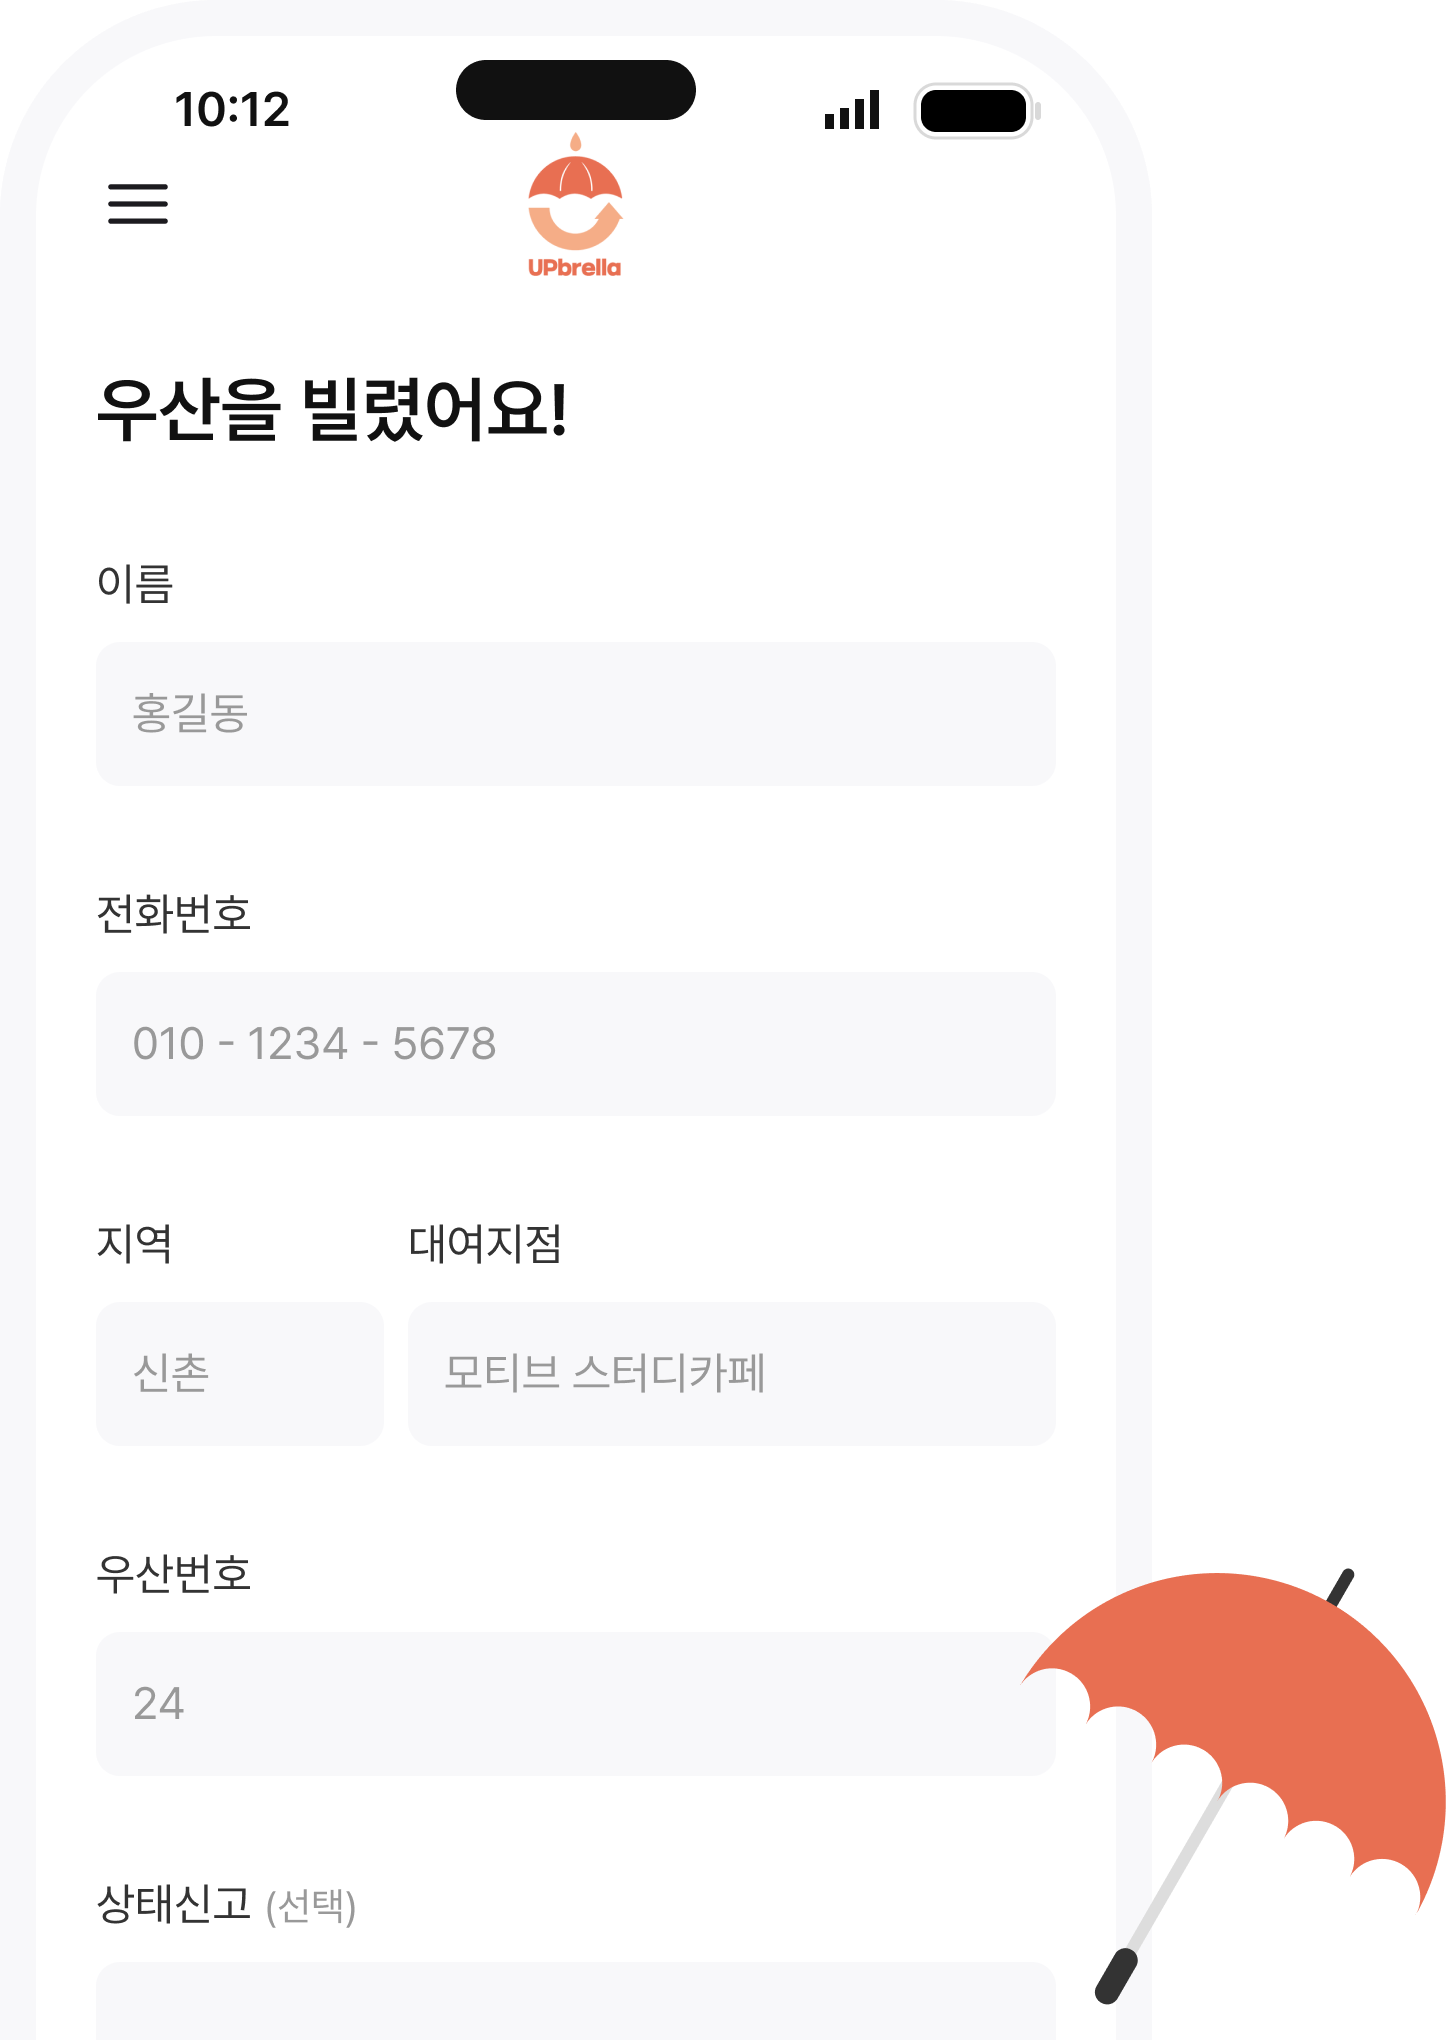 10:12
UPbrella
우산을 빌렸어요!
이름
홍길동
전화번호
010 - 1234 - 5678
지역 대여지점
신촌 모티브 스터디카페
우산번호
24
상태신고 (선택)